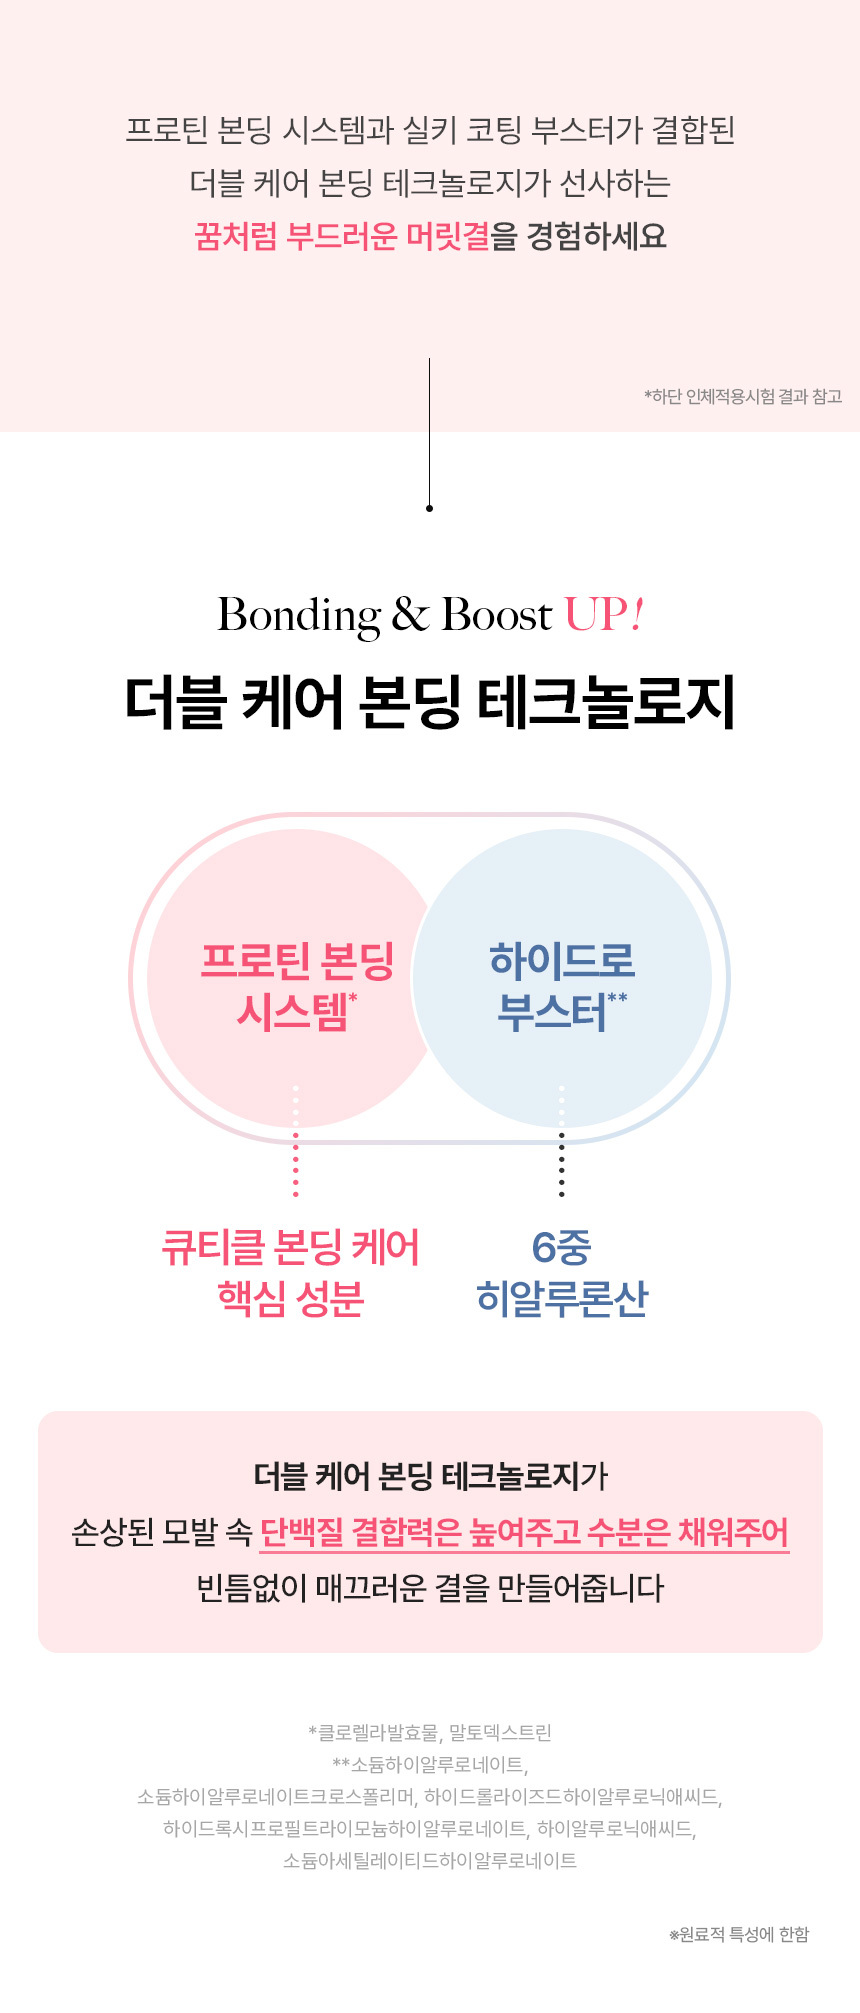 프로틴 본딩 시스템과 실키 코팅 부스터가 결합된
더블 케어 본딩 테크놀로지가 선사하는
꿈처럼 부드러운 머릿결을 경험하세요
*하단 인체적용시험 결과 참고
Bonding & Boost UP!
더블 케어 본딩 테크놀로지
프로틴 본딩
시스템*
하이드로
부스터**
큐티클 본딩 케어
핵심 성분
6중
히알루론산
더블 케어 본딩 테크놀로지가
손상된 모발 속 단백질 결합력은 높여주고 수분은 채워주어
빈틈없이 매끄러운 결을 만들어줍니다
*클로렐라발효물, 말토덱스트린
**소듐하이알루로네이트,
소듐하이알루로네이트크로스폴리머, 하이드롤라이즈드하이알루로닉애씨드,
하이드록시프로필트라이모늄하이알루로네이트, 하이알루로닉애씨드,
소듐아세틸레이티드하이알루로네이트
※원료적 특성에 한함